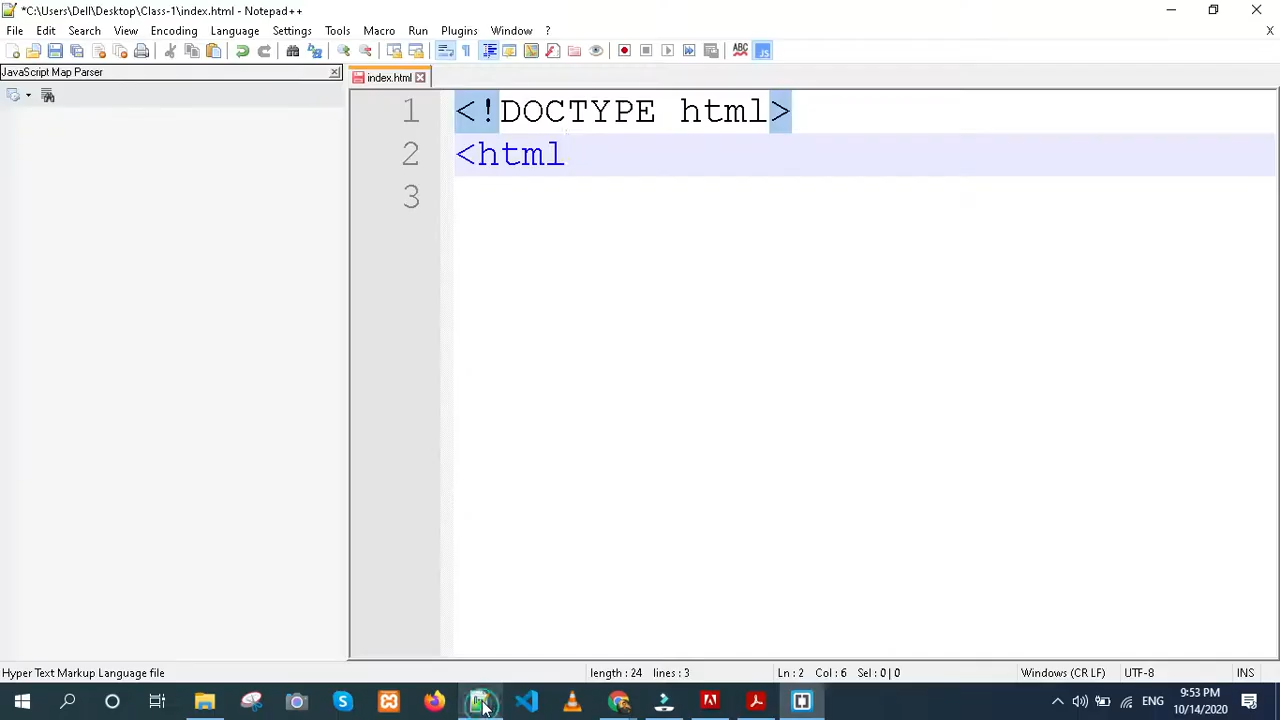 *C:\Users\Dell\Desktop\Class-1\index.html - Notepad++
File Edit Search View Encoding Language Settings Tools Macro Run Plugins Window ? X
JavaScript Map Parser
index.html
1 <!DOCTYPE html>
2 <html
3
Hyper Text Markup Language file length : 24 lines : 3 Ln : 2 Col : 6 Sel : 0 | 0 Windows (CR LF) UTF-8 INS
ENG 9:53 PM
10/14/2020